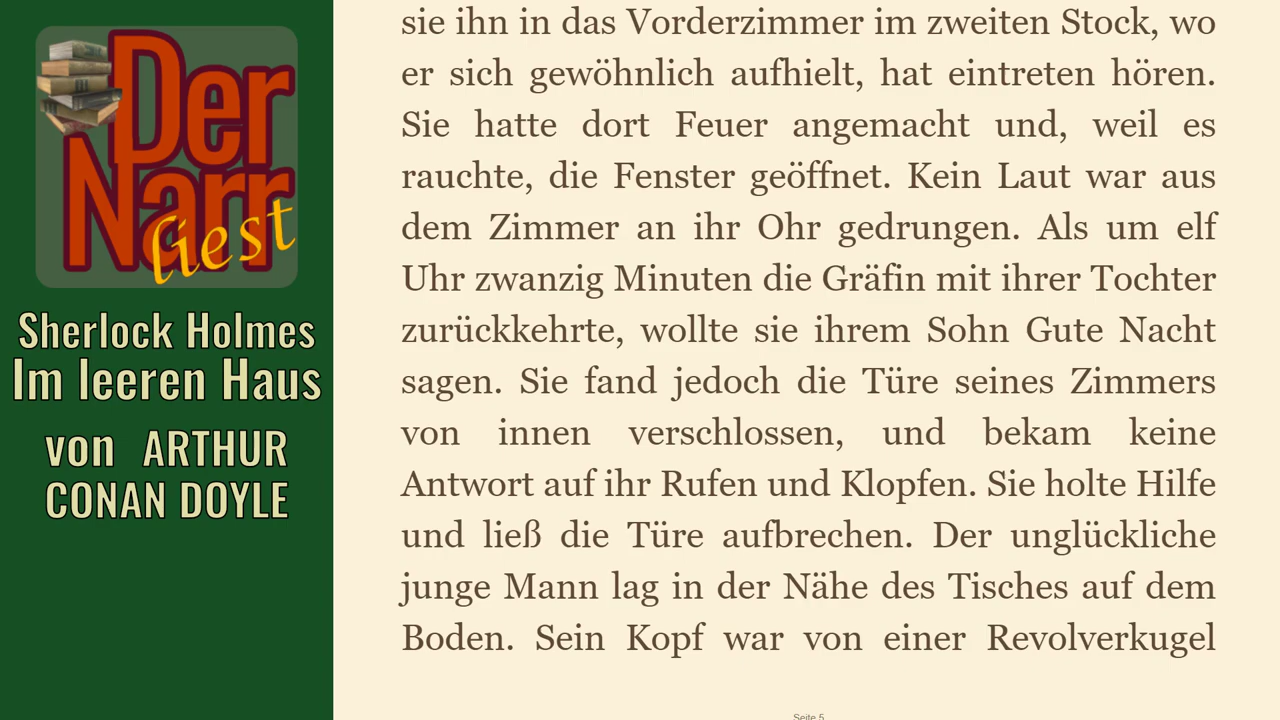 Der
Narr
liest
Sherlock Holmes
Im leeren Haus
von ARTHUR
CONAN DOYLE
sie ihn in das Vorderzimmer im zweiten Stock, wo
er sich gewöhnlich aufhielt, hat eintreten hören.
Sie hatte dort Feuer angemacht und, weil es
rauchte, die Fenster geöffnet. Kein Laut war aus
dem Zimmer an ihr Ohr gedrungen. Als um elf
Uhr zwanzig Minuten die Gräfin mit ihrer Tochter
zurückkehrte, wollte sie ihrem Sohn Gute Nacht
sagen. Sie fand jedoch die Türe seines Zimmers
von innen verschlossen, und bekam keine
Antwort auf ihr Rufen und Klopfen. Sie holte Hilfe
und ließ die Türe aufbrechen. Der unglückliche
junge Mann lag in der Nähe des Tisches auf dem
Boden. Sein Kopf war von einer Revolverkugel
Seite 5